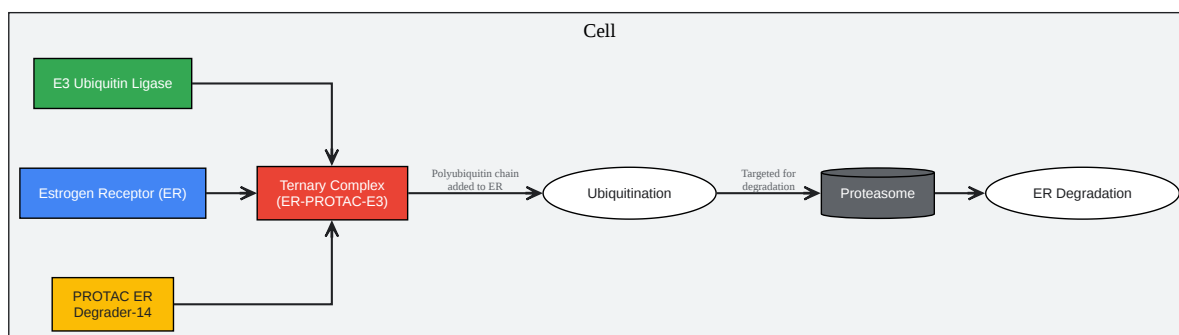 Cell
E3 Ubiquitin Ligase
Estrogen Receptor (ER)
PROTAC ER
Degrader-14
Ternary Complex
(ER-PROTAC-E3)
Polyubiquitin chain
added to ER
Ubiquitination
Targeted for
degradation
Proteasome
ER Degradation